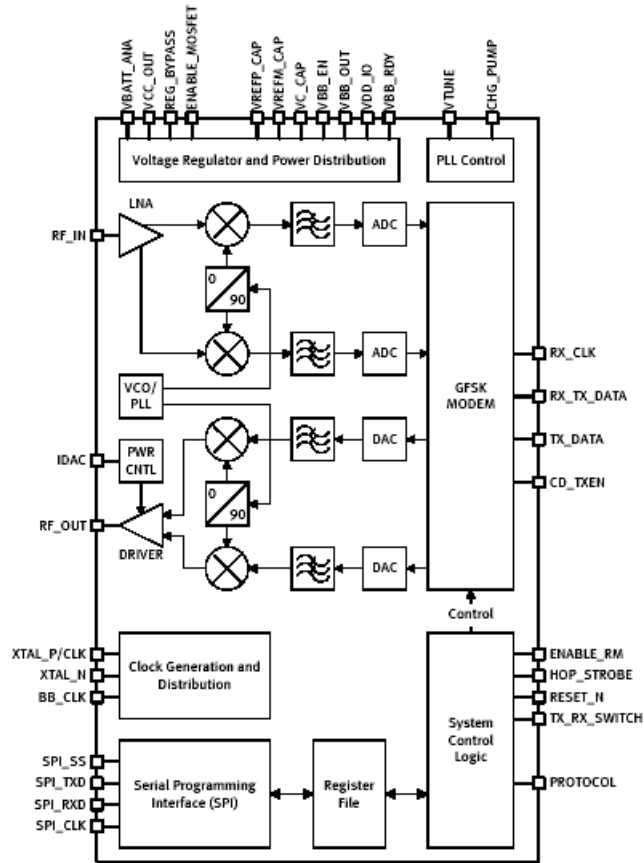 VBATT_ANA
VCC_OUT
REG_BYPASS
ENABLE_MOSFET
VREFP_CAP
VREFM_CAP
VC_CAP
VBB_EN
VBB_OUT
VDD_IO
VBB_RDY
VTUNE
CHG_PUMP
Voltage Regulator and Power Distribution
PLL Control
LNA
RF_IN
ADC
0
90
ADC
GFSK
MODEM
RX_CLK
RX_TX_DATA
TX_DATA
CD_TXEN
VCO/
PLL
DAC
IDAC
PWR
CNTL
0
90
RF_OUT
DRIVER
DAC
Control
XTAL_P/CLK
XTAL_N
BB_CLK
Clock Generation and
Distribution
ENABLE_RM
HOP_STROBE
RESET_N
TX_RX_SWITCH
PROTOCOL
System
Control
Logic
SPI_SS
SPI_TXD
SPI_RXD
SPI_CLK
Serial Programming
Interface (SPI)
Register
File